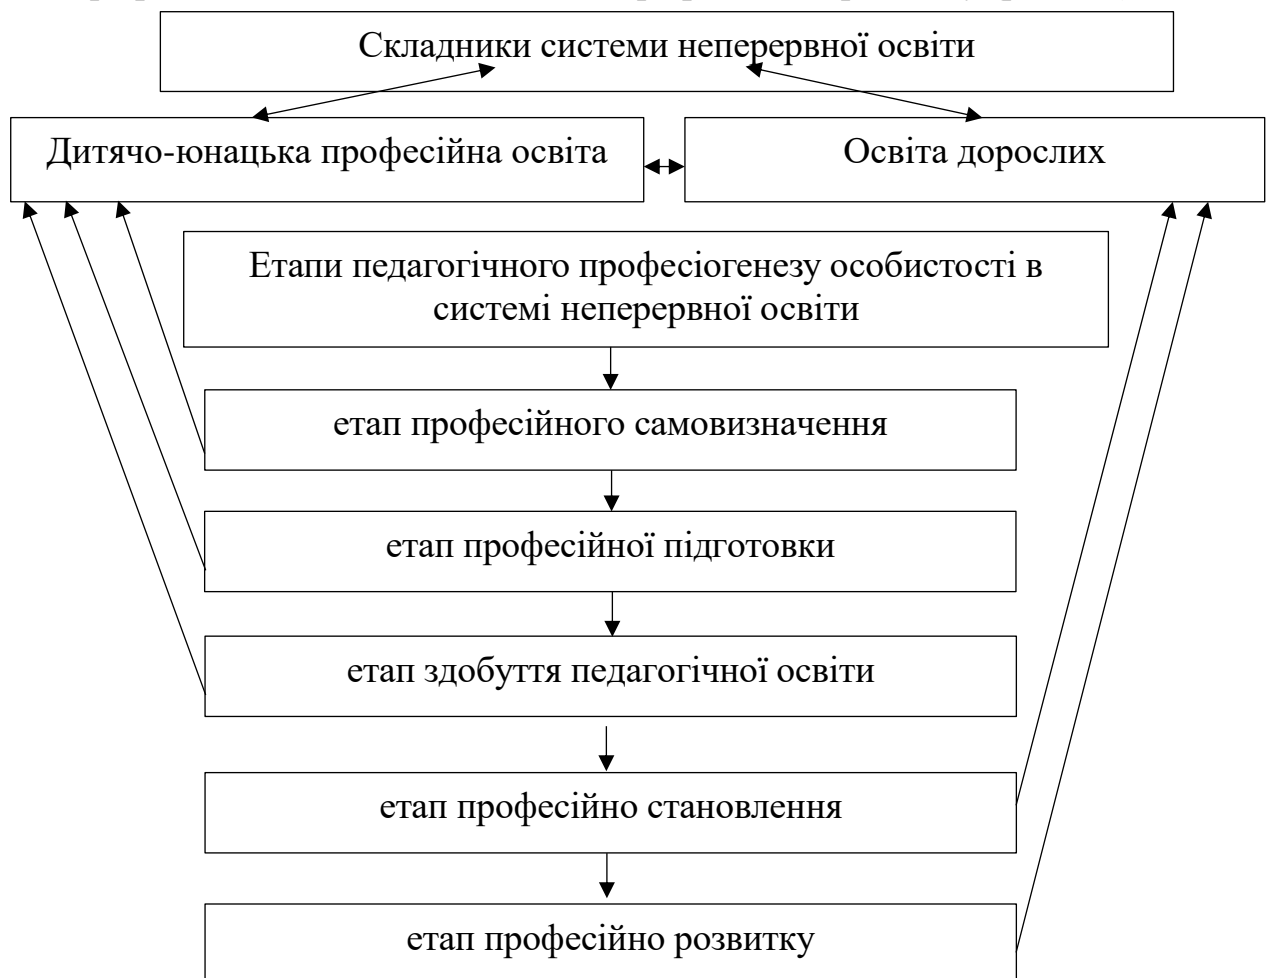 Складники системи неперервної освіти
Дитячо-юнацька професійна освіта
Освіта дорослих
Етапи педагогічного професіогенезу особистості в
системі неперервної освіти
етап професійного самовизначення
етап професійної підготовки
етап здобуття педагогічної освіти
етап професійно становлення
етап професійно розвитку